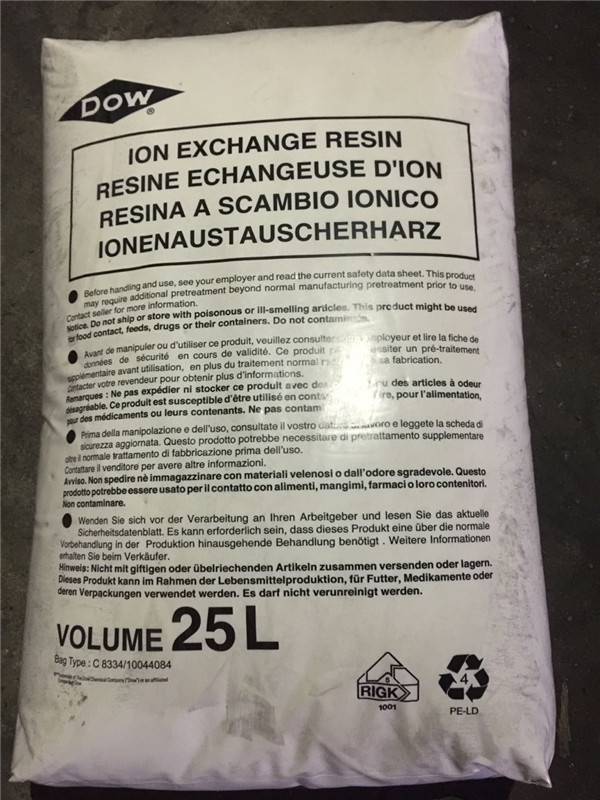 DOW
®
ION EXCHANGE RESIN
RESINE ECHANGEUSE D'ION
RESINA A SCAMBIO IONICO
IONENAUSTAUSCHERHARZ
Before handling and use, see your employer and read the current safety data sheet. This product
may require additional pretreatment beyond normal manufacturing pretreatment prior to use.
Contact seller for more information.
Notice. Do not ship or store with poisonous or ill-smelling articles. This product might be used
for food contact, feeds, drugs or their containers. Do not
Avant de manipuler ou d'utiliser ce produit, veuillez consulter employeur et lire la fiche de
données de sécurité en cours de validité. Ce produit un pré-traitement
supplémentaire avant utilisation, en plus du traitement normal sa fabrication.
Contacter votre revendeur pour obtenir plus d'informations.
Remarques : Ne pas expédier ni stocker ce produit avec des articles à odeur
désagréable. Ce produit est susceptible d'être utilisé en pour l'alimentation,
pour des médicaments ou leurs contenants. Ne pas
Prima della manipolazione e dell'uso, consultate il vostro lavoro e leggete la scheda di
sicurezza aggiornata. Questo prodotto potrebbe necessitare di pretrattamento supplementare
oltre il normale trattamento di fabbricazione prima dell'uso.
Contattare il venditore per avere altre informazioni.
Avviso. Non spedire nè immagazzinare con materiali velenosi o dall'odore sgradevole. Questo
prodotto potrebbe essere usato per il contatto con alimenti, mangimi, farmaci o loro contenitori.
Non contaminare.
Wenden Sie sich vor der Verarbeitung an Ihren Arbeitgeber und lesen Sie das aktuelle
Sicherheitsdatenblatt. Es kann erforderlich sein, dass dieses Produkt eine über die normale
Vorbehandlung in der Produktion hinausgehende Behandlung benötigt . Weitere Informationen
erhalten Sie beim Verkäufer.
Hinweis: Nicht mit giftigen oder übelriechenden Artikeln zusammen versenden oder lagern.
Dieses Produkt kann im Rahmen der Lebensmittelproduktion, für Futter, Medikamente oder
deren Verpackungen verwendet werden. Es darf nicht verunreinigt werden.
VOLUME 25 L
Bag Type : C 8334/10044084
of The Dow Chemical Company ("Dow") or an affiliated
6
RIGK
1001
4
PE-LD